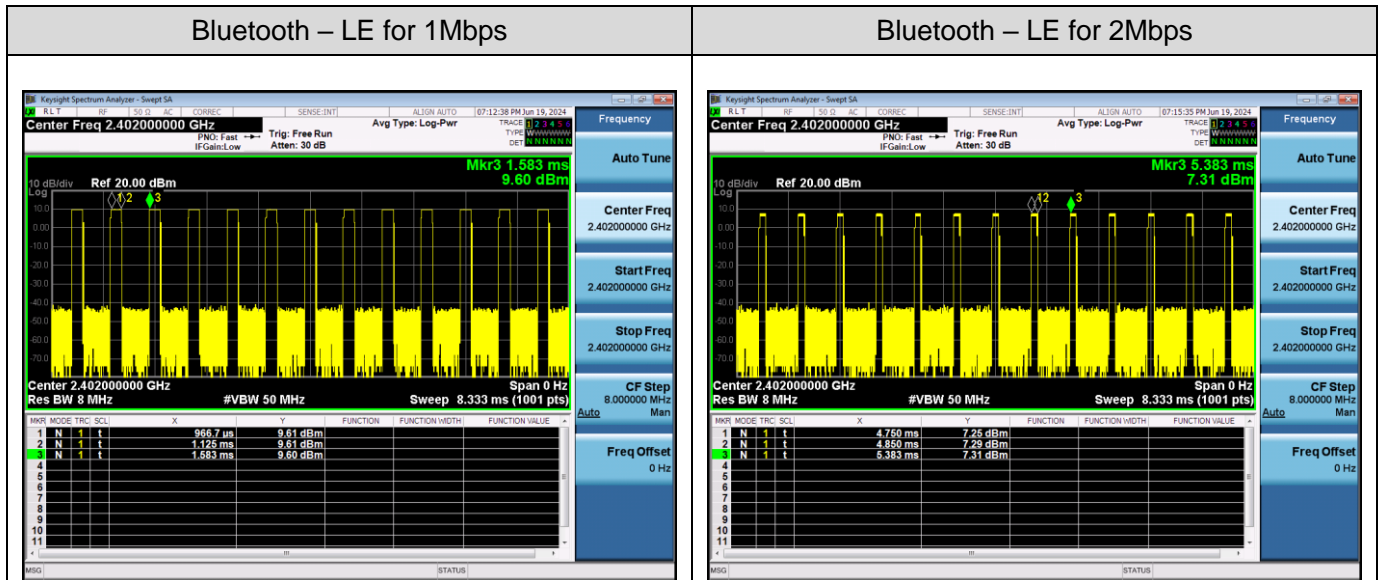 Bluetooth – LE for 1Mbps
Bluetooth – LE for 2Mbps
Keysight Spectrum Analyzer - Swept SA
RLT RF 50 Ω AC CORREC SENSE:INT ALIGN AUTO 07:12:38 PM Jun 19, 2024
Center Freq 2.402000000 GHz
PNO: Fast
IFGain:Low
Trig: Free Run
Atten: 30 dB
Avg Type: Log-Pwr
TRACE 1 2 3 4 5 6
TYPE WWWWWW
DET N N N N N N
Mkr3 1.583 ms
9.60 dBm
10 dB/div Ref 20.00 dBm
Log
1 2 3
10.0
0.00
-10.0
-20.0
-30.0
-40.0
-50.0
-60.0
-70.0
Center 2.402000000 GHz Span 0 Hz
Res BW 8 MHz #VBW 50 MHz Sweep 8.333 ms (1001 pts)
MKR MODE TRC SCL X Y FUNCTION FUNCTION WIDTH FUNCTION VALUE
1 N 1 t 966.7 µs 9.61 dBm
2 N 1 t 1.125 ms 9.61 dBm
3 N 1 t 1.583 ms 9.60 dBm
4
5
6
7
8
9
10
11
MSG STATUS
Frequency
Auto Tune
Center Freq
2.402000000 GHz
Start Freq
2.402000000 GHz
Stop Freq
2.402000000 GHz
CF Step
8.000000 MHz
Auto Man
Freq Offset
0 Hz
Keysight Spectrum Analyzer - Swept SA
RLT RF 50 Ω AC CORREC SENSE:INT ALIGN AUTO 07:15:35 PM Jun 19, 2024
Center Freq 2.402000000 GHz
PNO: Fast
IFGain:Low
Trig: Free Run
Atten: 30 dB
Avg Type: Log-Pwr
TRACE 1 2 3 4 5 6
TYPE WWWWWW
DET N N N N N N
Mkr3 5.383 ms
7.31 dBm
10 dB/div Ref 20.00 dBm
Log
1 2 3
10.0
0.00
-10.0
-20.0
-30.0
-40.0
-50.0
-60.0
-70.0
Center 2.402000000 GHz Span 0 Hz
Res BW 8 MHz #VBW 50 MHz Sweep 8.333 ms (1001 pts)
MKR MODE TRC SCL X Y FUNCTION FUNCTION WIDTH FUNCTION VALUE
1 N 1 t 4.750 ms 7.25 dBm
2 N 1 t 4.850 ms 7.29 dBm
3 N 1 t 5.383 ms 7.31 dBm
4
5
6
7
8
9
10
11
MSG STATUS
Frequency
Auto Tune
Center Freq
2.402000000 GHz
Start Freq
2.402000000 GHz
Stop Freq
2.402000000 GHz
CF Step
8.000000 MHz
Auto Man
Freq Offset
0 Hz